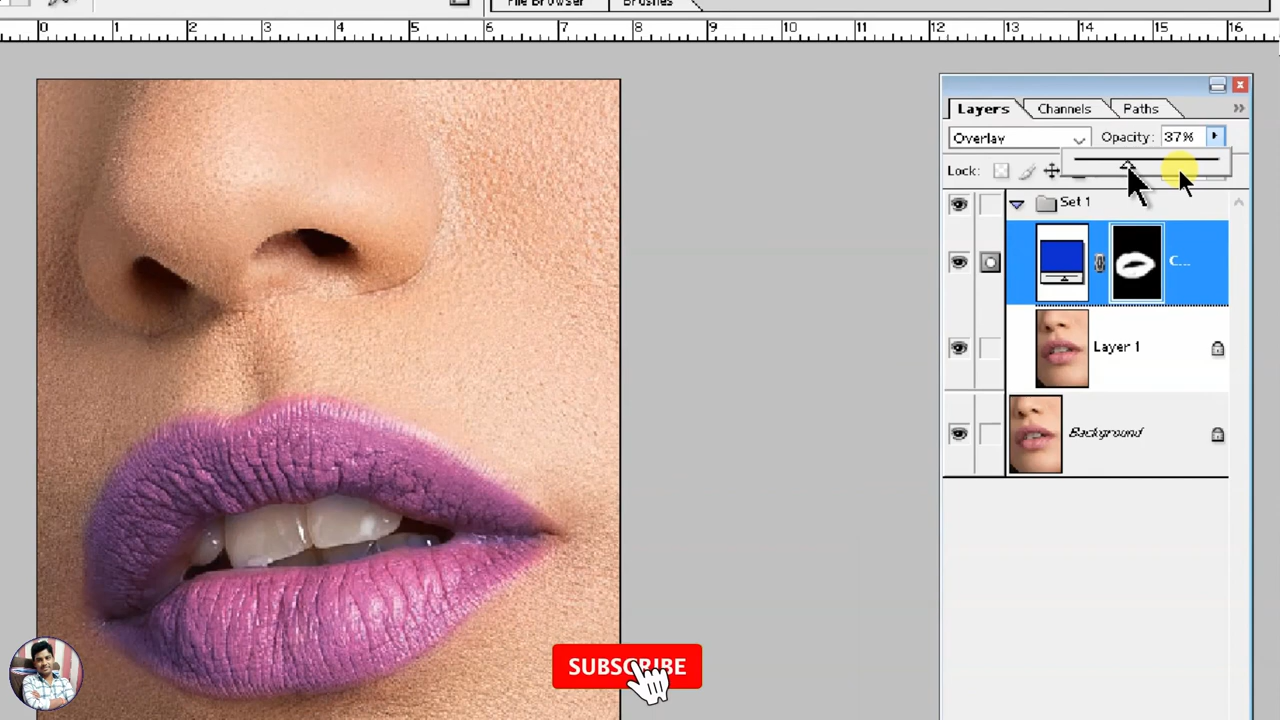 File Browser Brushes
0 1 2 3 4 5 6 7 8 9 10 11 12 13 14 15 16
Layers Channels Paths
Overlay Opacity: 37%
Lock:
Set 1
C...
Layer 1
Background
SUBSCRIBE